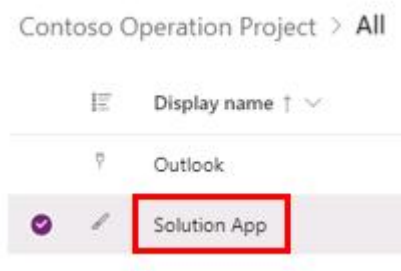 Contoso Operation Project > All
Display name ↑
Outlook
Solution App